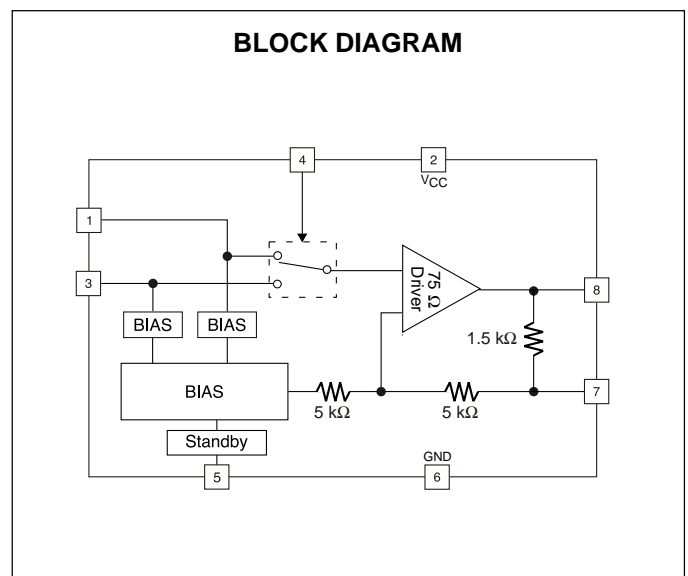 BLOCK DIAGRAM
4
2
VCC
1
3
75 Ω
Driver
8
BIAS
BIAS
1.5 kΩ
BIAS
7
5 kΩ
5 kΩ
Standby
GND
5
6